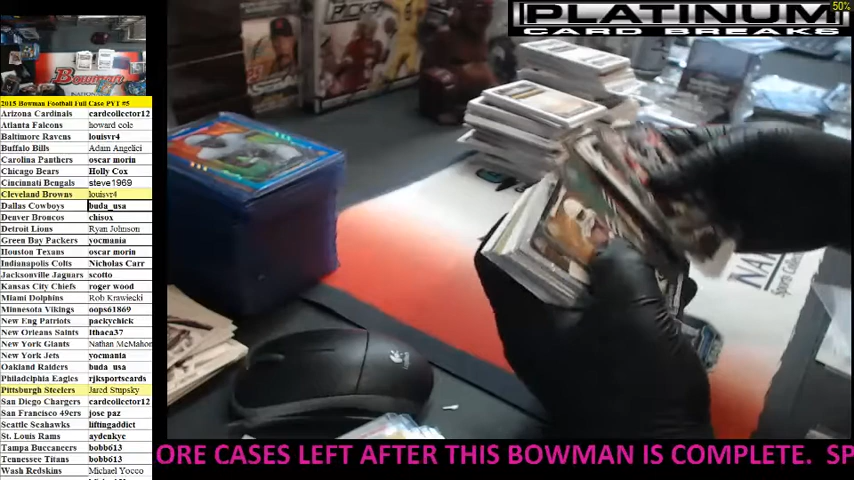 50%
PLATINUM
CARD BREAKS
Bowman
2015 Bowman Football Full Case PYT #5
Arizona Cardinals cardcollector12
Atlanta Falcons howard cole
Baltimore Ravens louisvr4
Buffalo Bills Adam Angelici
Carolina Panthers oscar morin
Chicago Bears Holly Cox
Cincinnati Bengals steve1969
Cleveland Browns louisvr4
Dallas Cowboys buda_usa
Denver Broncos chisox
Detroit Lions Ryan Johnson
Green Bay Packers yocmania
Houston Texans oscar morin
Indianapolis Colts Nicholas Carr
Jacksonville Jaguars scotto
Kansas City Chiefs roger wood
Miami Dolphins Rob Krawiecki
Minnesota Vikings oops61869
New Eng Patriots packychick
New Orleans Saints Ithaca37
New York Giants Nathan McMahon
New York Jets yocmania
Oakland Raiders buda_usa
Philadelphia Eagles rjksportscards
Pittsburgh Steelers Jared Stupsky
San Diego Chargers cardcollector12
San Francisco 49ers jose paz
Seattle Seahawks liftingaddict
St. Louis Rams aydenkyc
Tampa Buccaneers bobb613
Tennessee Titans bobb613
Wash Redskins Michael Yocco
Logitech
ORE CASES LEFT AFTER THIS BOWMAN IS COMPLETE. SP